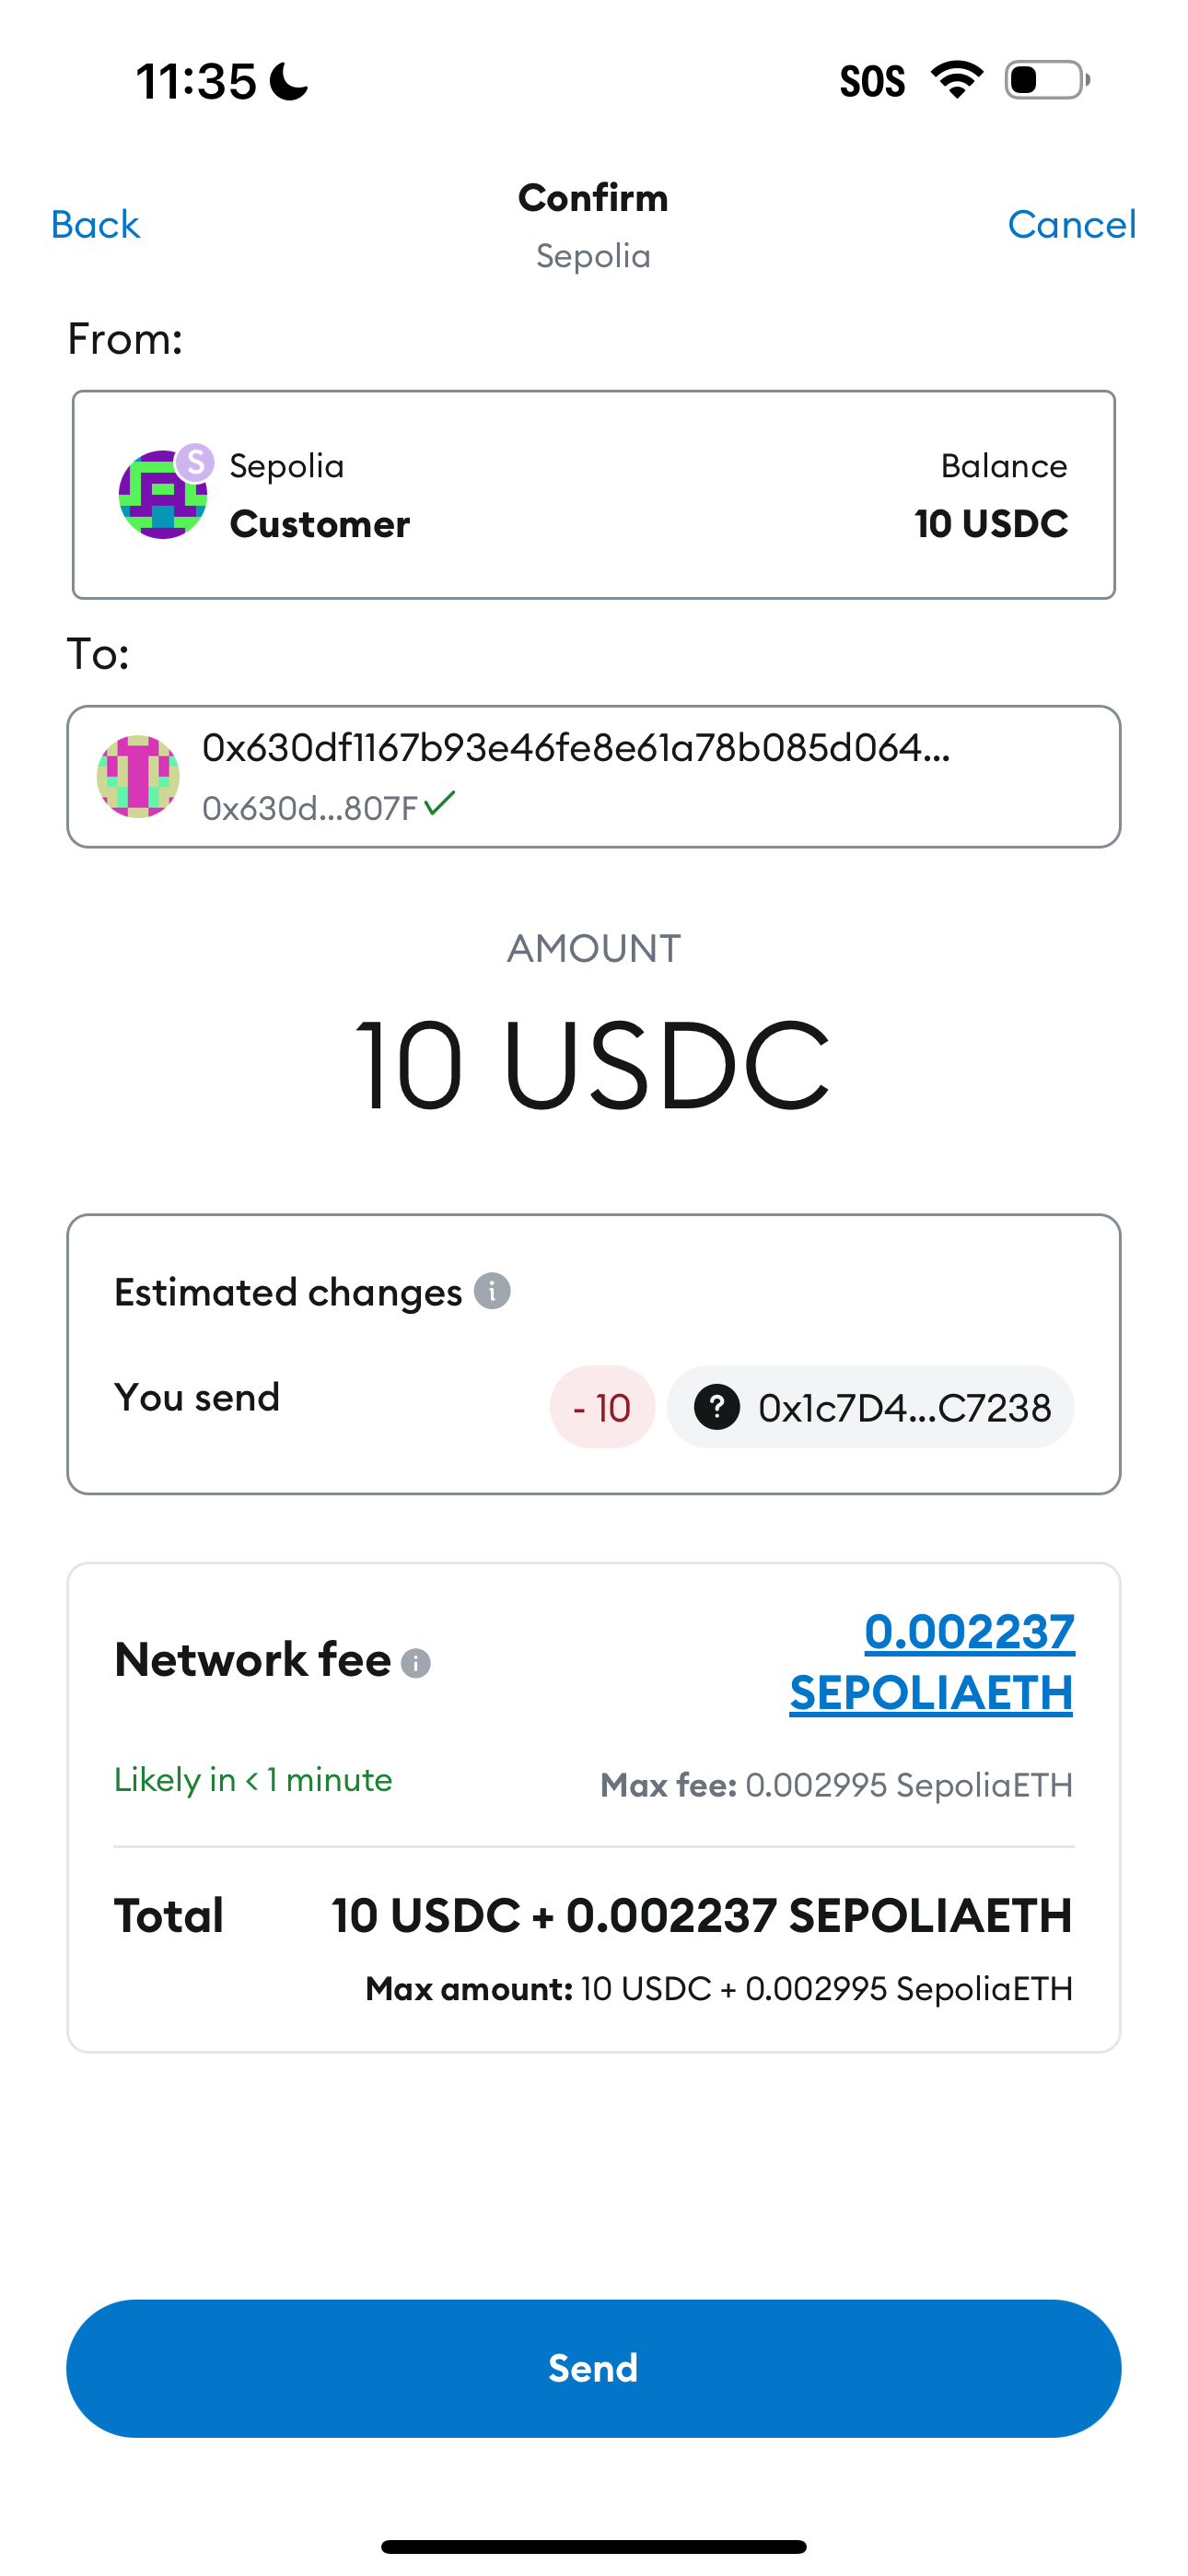 11:35
SOS
Back
Confirm
Cancel
Sepolia
From:
S
Sepolia
Balance
Customer
10 USDC
To:
0x630df1167b93e46fe8e61a78b085d064...
0x630d...807F
AMOUNT
10 USDC
Estimated changes
You send
- 10
? 0x1c7D4...C7238
Network fee
0.002237
SEPOLIAETH
Likely in < 1 minute
Max fee: 0.002995 SepoliaETH
Total
10 USDC + 0.002237 SEPOLIAETH
Max amount: 10 USDC + 0.002995 SepoliaETH
Send